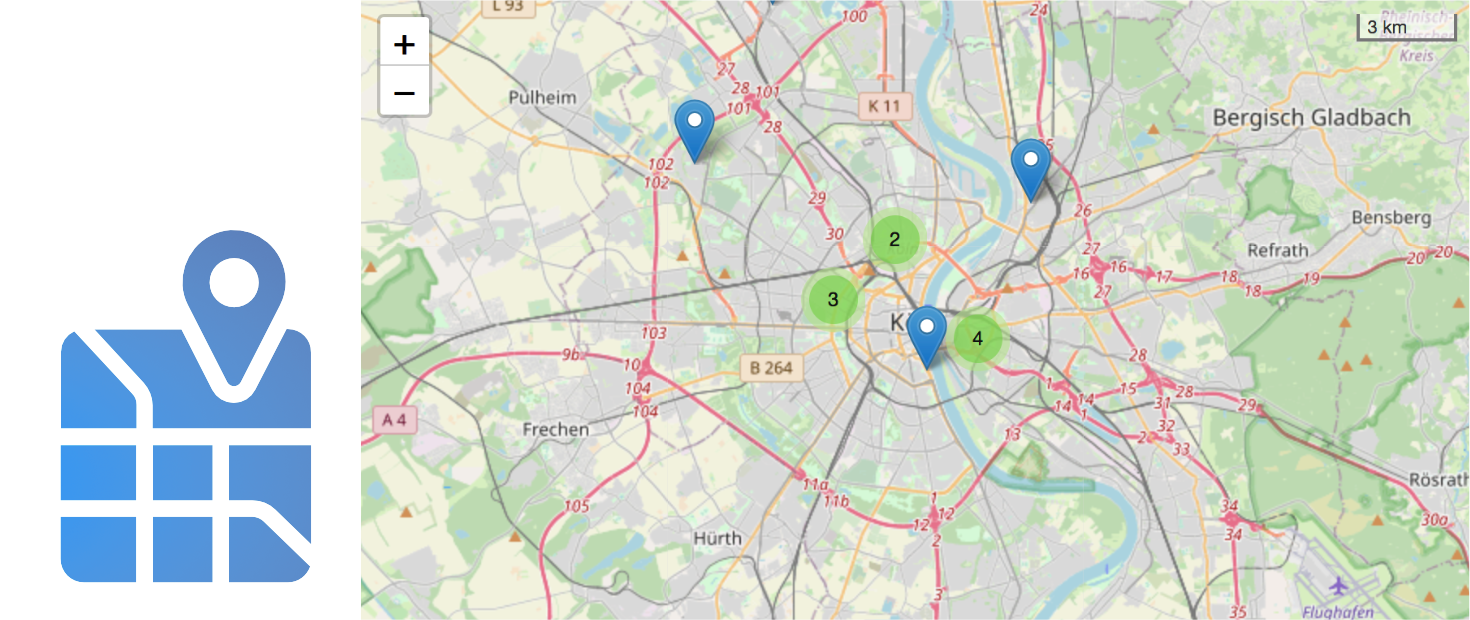 L 93
100
24
3 km
Rheinisch-
Bergischer
Kreis
+
27
Pulheim
28
101
101
K 11
28
Bergisch Gladbach
−
102
102
29
26
Bensberg
30
27
Refrath
2
16
16
17
18
19
20
20
27
18
3
K
4
103
9b
10
B 264
28
104
104
1
15
28
14
14
31
29
A 4
1
Frechen
32
13
2
33
11a
Rösrath
11b
105
1
34
12
12
30a
Hürth
2
34
3
35
Flughafen